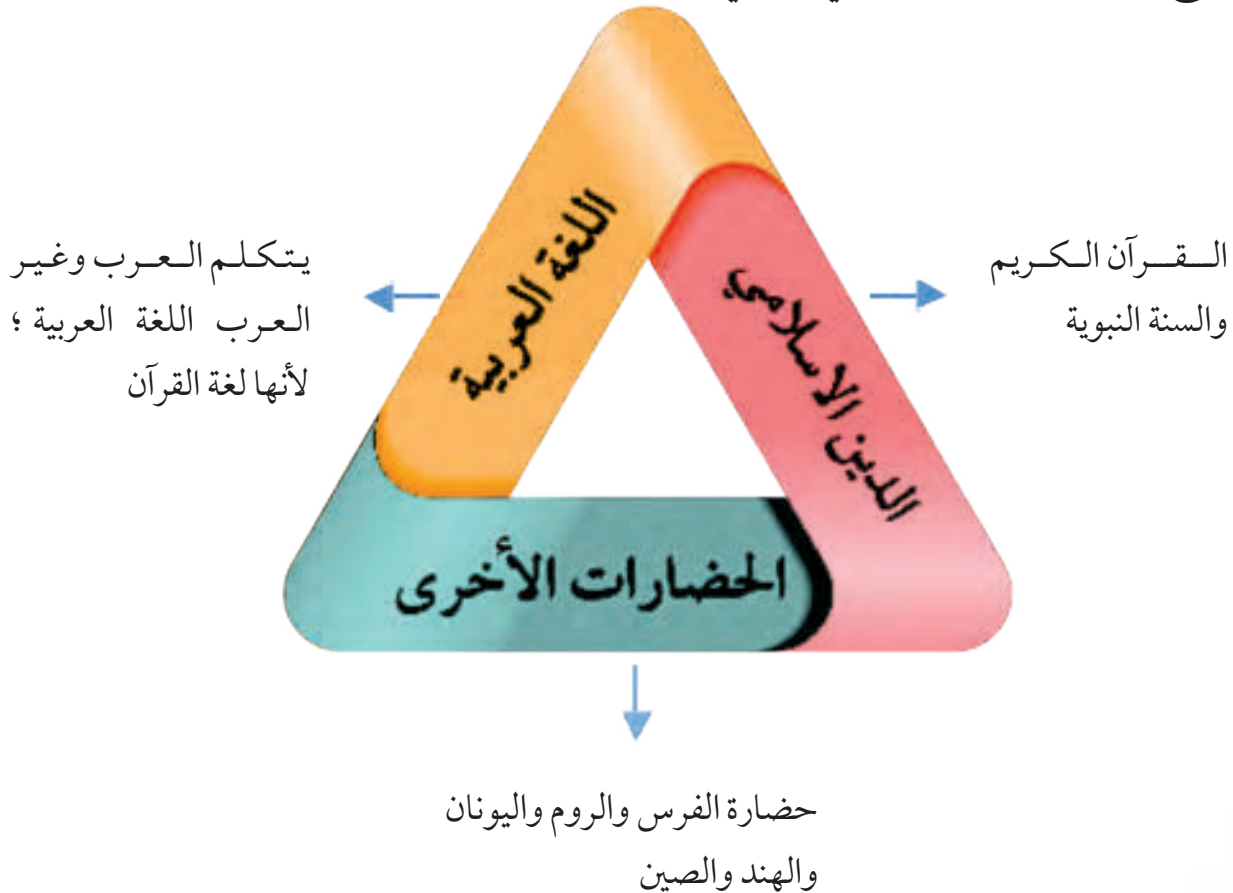 اللغة العربية
الدين الاسلامي
الحضارات الأخرى
القرآن الكريم
والسنة النبوية
يتكلم العرب وغير
العرب اللغة العربية ؛
لأنها لغة القرآن
حضارة الفرس والروم واليونان
والهند والصين